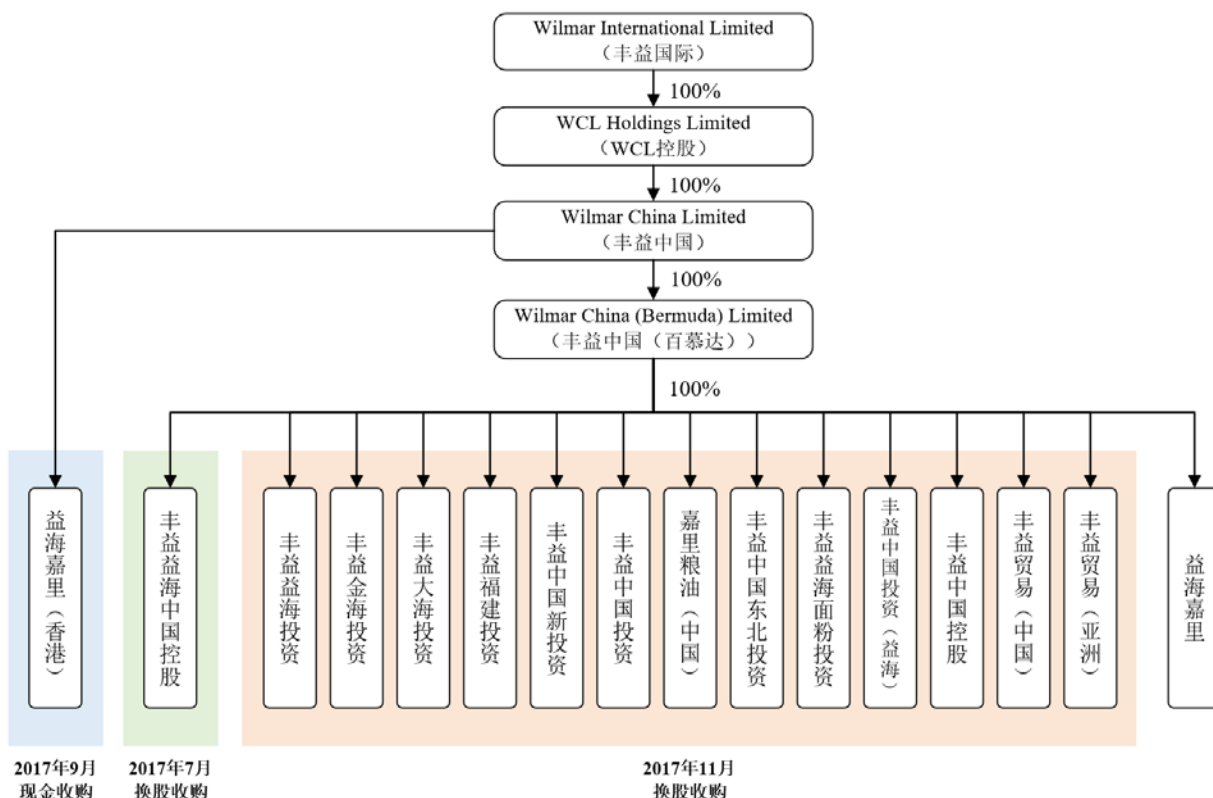 Wilmar International Limited
（丰益国际）
100%
WCL Holdings Limited
（WCL控股）
100%
Wilmar China Limited
（丰益中国）
100%
Wilmar China (Bermuda) Limited
（丰益中国（百慕达））
100%
益海嘉里（香港）
丰益益海中国控股
丰益益海投资
丰益金海投资
丰益大海投资
丰益福建投资
丰益中国新投资
丰益中国投资
嘉里粮油（中国）
丰益中国东北投资
丰益益海面粉投资
丰益中国投资（益海）
丰益中国控股
丰益贸易（中国）
丰益贸易（亚洲）
益海嘉里
2017年9月
现金收购
2017年7月
换股收购
2017年11月
换股收购